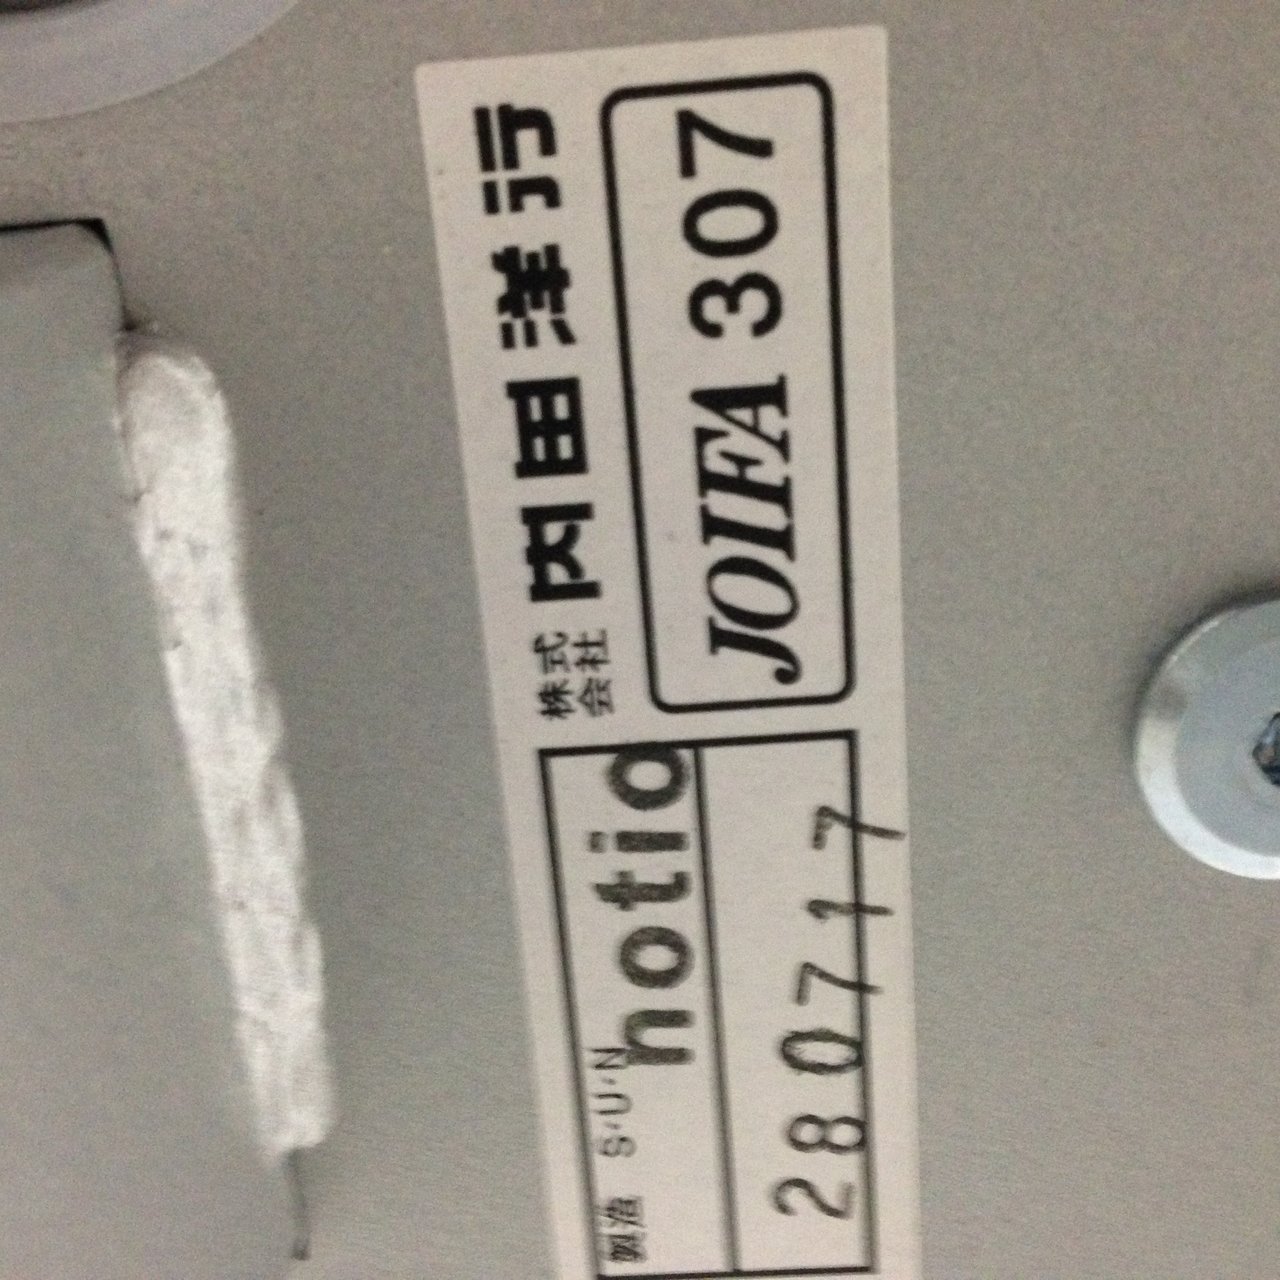 株式会社 内田洋行
JOIFA 307
製造 S・U・N
notio
280717